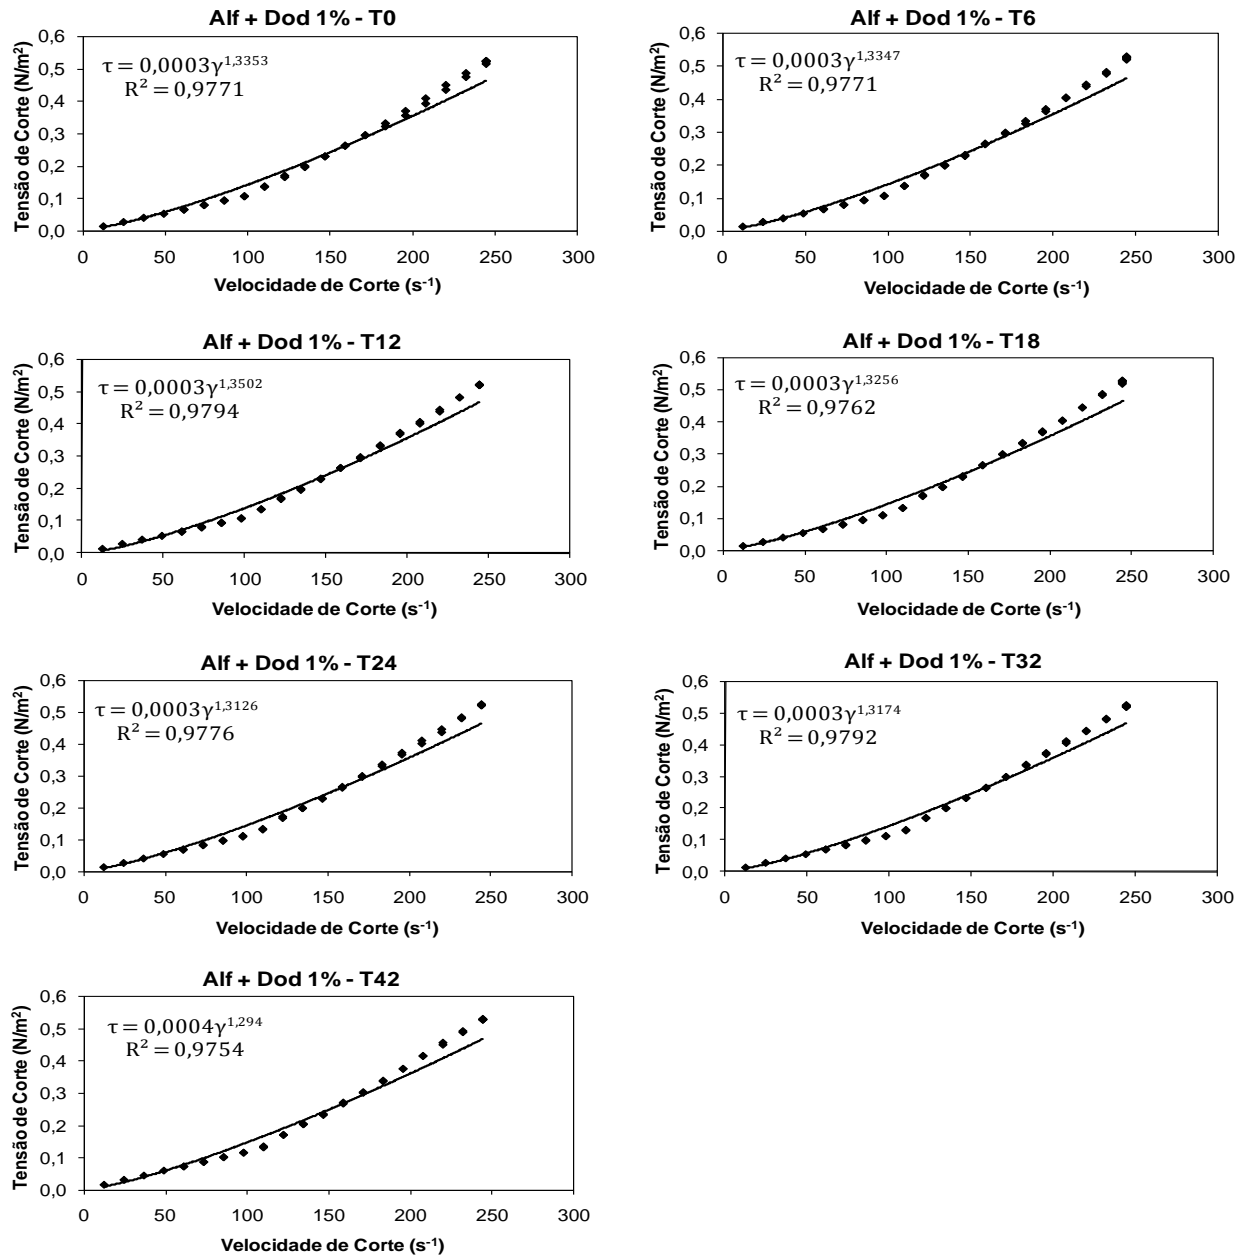 Alf + Dod 1% - T0
Tensão de Corte (N/m²)
0,6
0,5
0,4
0,3
0,2
0,1
0,0
τ = 0,0003γ^1,3353
R² = 0,9771
0 50 100 150 200 250 300
Velocidade de Corte (s⁻¹)
Alf + Dod 1% - T6
Tensão de Corte (N/m²)
0,6
0,5
0,4
0,3
0,2
0,1
0,0
τ = 0,0003γ^1,3347
R² = 0,9771
0 50 100 150 200 250 300
Velocidade de Corte (s⁻¹)
Alf + Dod 1% - T12
Tensão de Corte (N/m²)
0,6
0,5
0,4
0,3
0,2
0,1
0,0
τ = 0,0003γ^1,3502
R² = 0,9794
0 50 100 150 200 250 300
Velocidade de Corte (s⁻¹)
Alf + Dod 1% - T18
Tensão de Corte (N/m²)
0,6
0,5
0,4
0,3
0,2
0,1
0,0
τ = 0,0003γ^1,3256
R² = 0,9762
0 50 100 150 200 250 300
Velocidade de Corte (s⁻¹)
Alf + Dod 1% - T24
Tensão de Corte (N/m²)
0,6
0,5
0,4
0,3
0,2
0,1
0,0
τ = 0,0003γ^1,3126
R² = 0,9776
0 50 100 150 200 250 300
Velocidade de Corte (s⁻¹)
Alf + Dod 1% - T32
Tensão de Corte (N/m²)
0,6
0,5
0,4
0,3
0,2
0,1
0,0
τ = 0,0003γ^1,3174
R² = 0,9792
0 50 100 150 200 250 300
Velocidade de Corte (s⁻¹)
Alf + Dod 1% - T42
Tensão de Corte (N/m²)
0,6
0,5
0,4
0,3
0,2
0,1
0,0
τ = 0,0004γ^1,294
R² = 0,9754
0 50 100 150 200 250 300
Velocidade de Corte (s⁻¹)